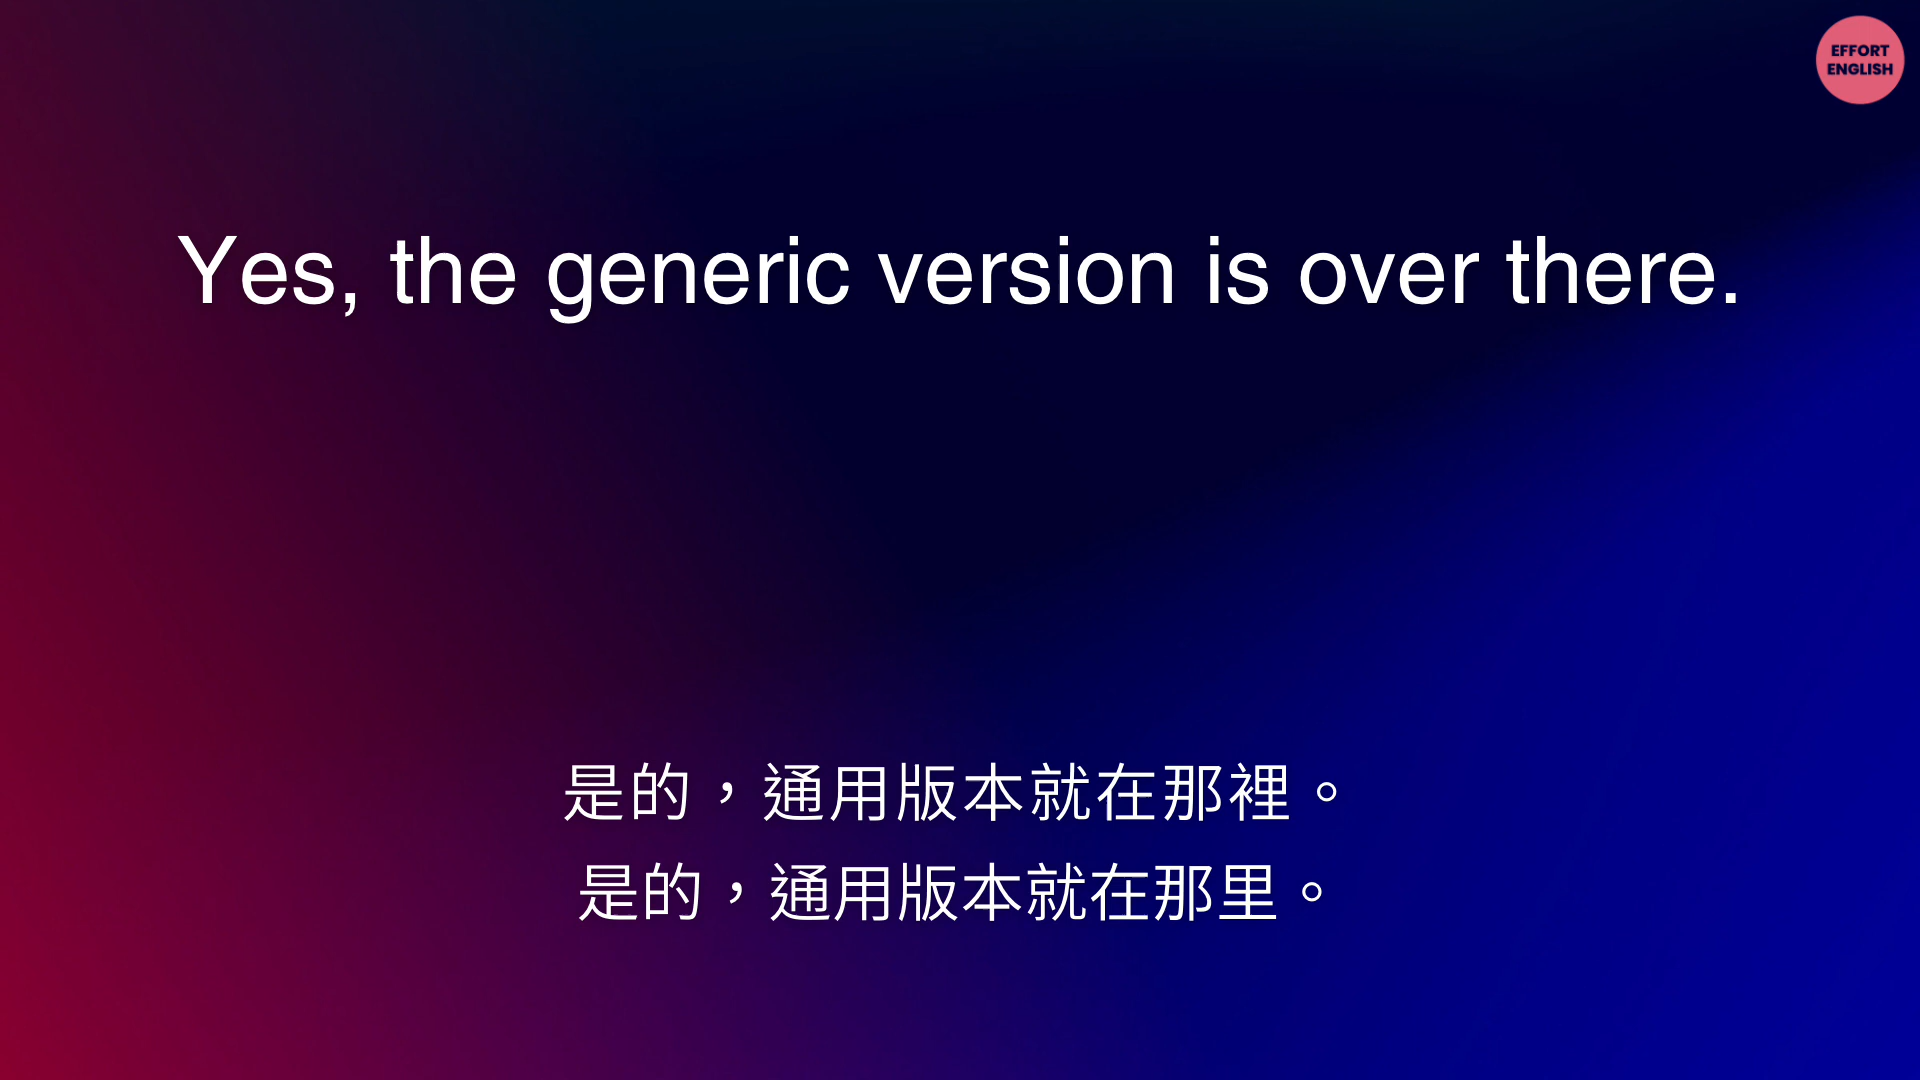 EFFORT
ENGLISH
Yes, the generic version is over there.
是的，通用版本就在那裡。
是的，通用版本就在那里。